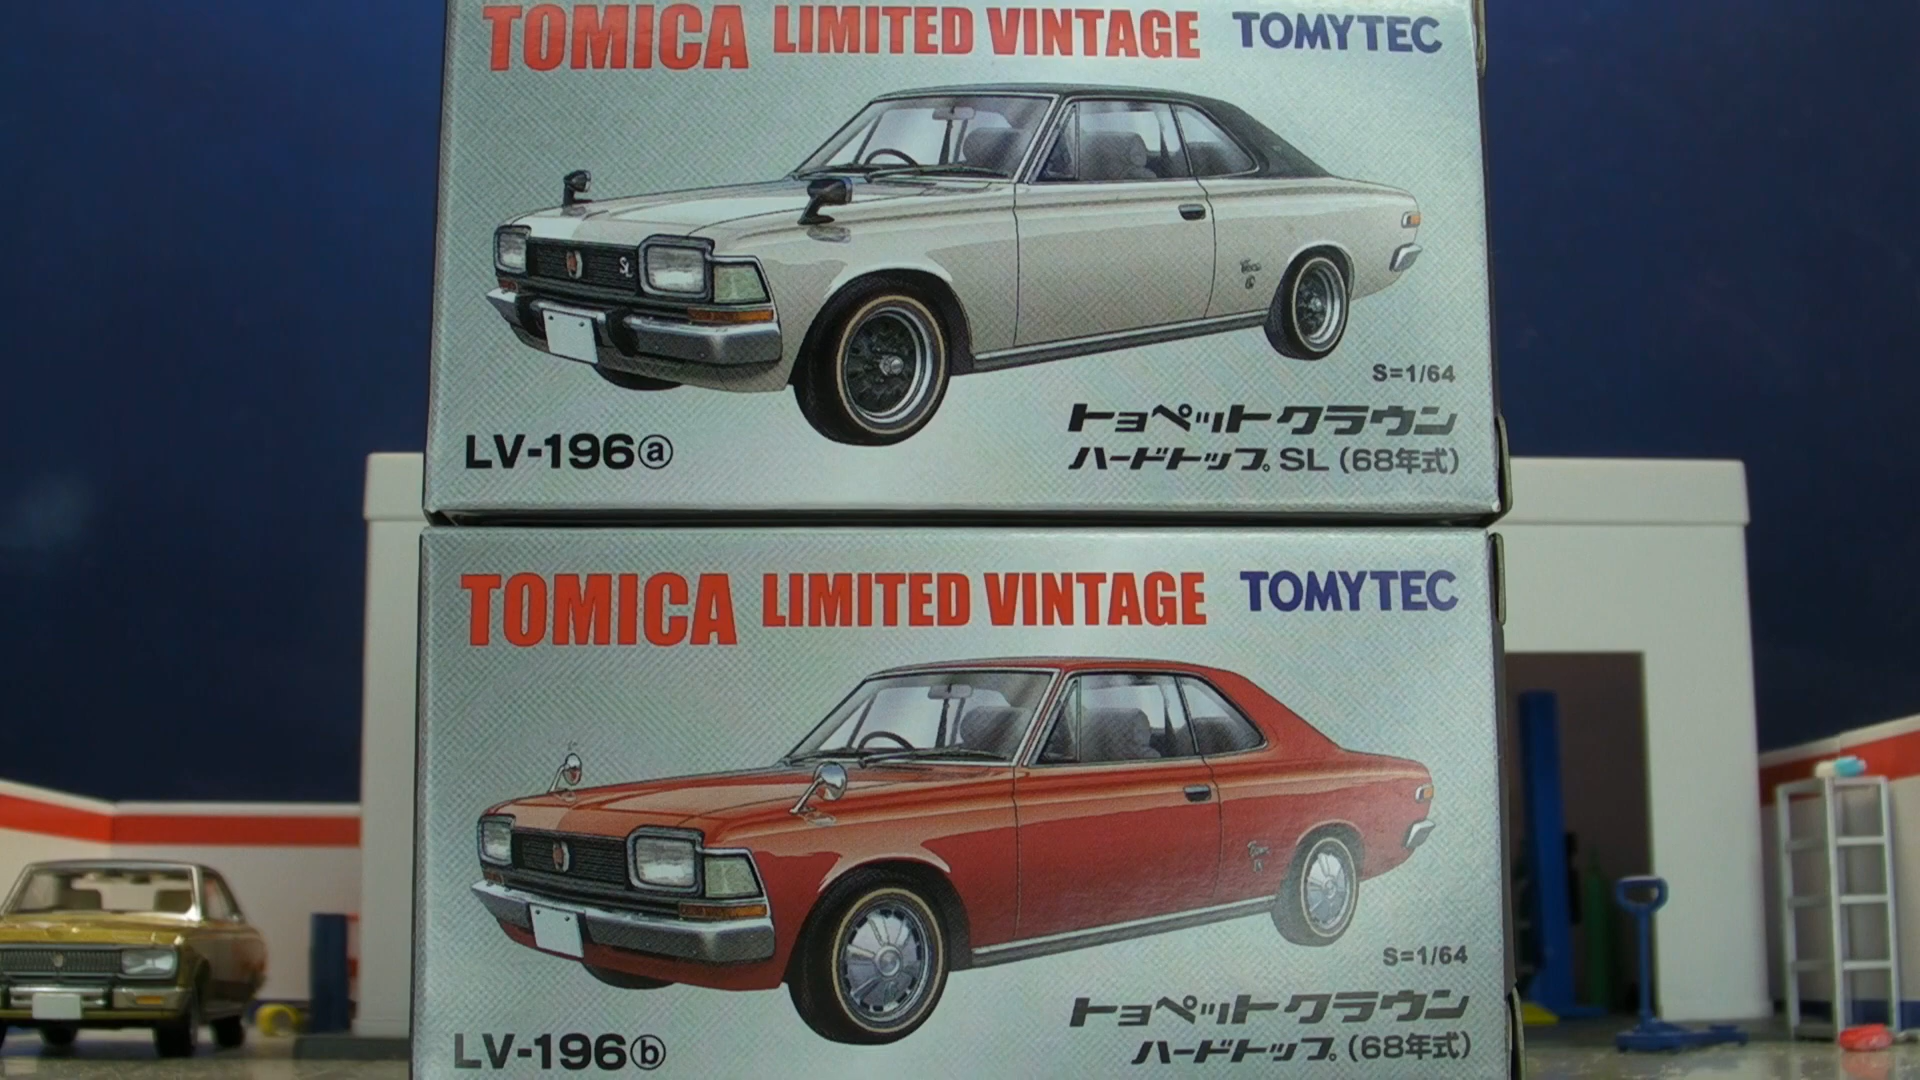 TOMICA LIMITED VINTAGE TOMYTEC
SL
S=1/64
トヨペットクラウン
LV-196ⓐ
ハードトップ。SL (68年式)
TOMICA LIMITED VINTAGE TOMYTEC
S=1/64
トヨペットクラウン
LV-196ⓑ
ハードトップ。(68年式)